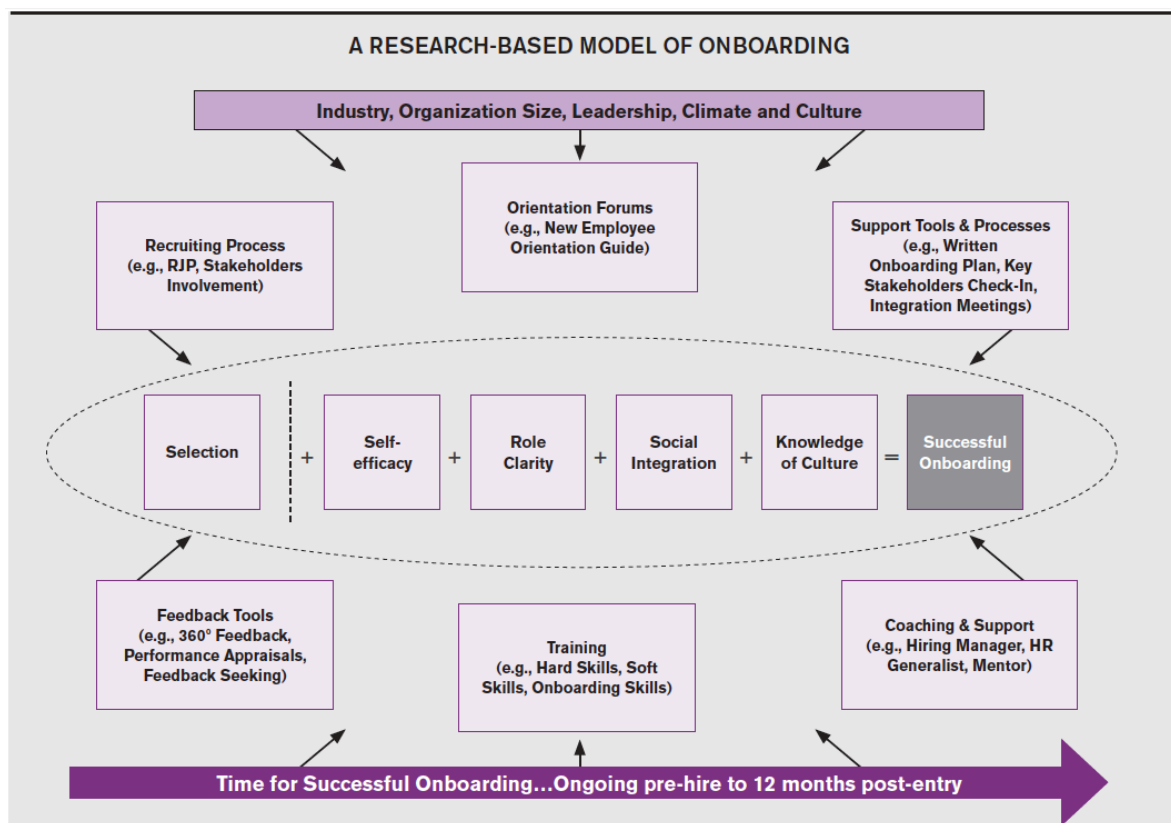 A RESEARCH-BASED MODEL OF ONBOARDING
Industry, Organization Size, Leadership, Climate and Culture
Recruiting Process
(e.g., RJP, Stakeholders
Involvement)
Orientation Forums
(e.g., New Employee
Orientation Guide)
Support Tools & Processes
(e.g., Written
Onboarding Plan, Key
Stakeholders Check-In,
Integration Meetings)
Selection
+
Self-
efficacy
+
Role
Clarity
+
Social
Integration
+
Knowledge
of Culture
=
Successful
Onboarding
Feedback Tools
(e.g., 360° Feedback,
Performance Appraisals,
Feedback Seeking)
Training
(e.g., Hard Skills, Soft
Skills, Onboarding Skills)
Coaching & Support
(e.g., Hiring Manager, HR
Generalist, Mentor)
Time for Successful Onboarding...Ongoing pre-hire to 12 months post-entry